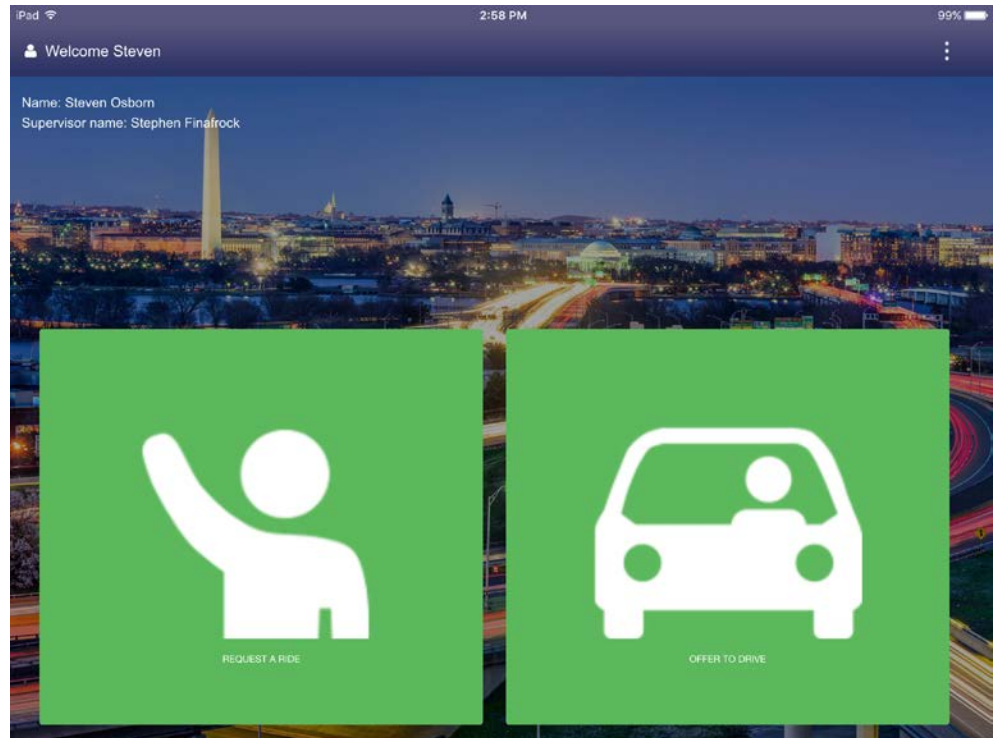 iPad 2:58 PM 99%
Welcome Steven
Name: Steven Osborn
Supervisor name: Stephen Finafrock
REQUEST A RIDE
OFFER TO DRIVE